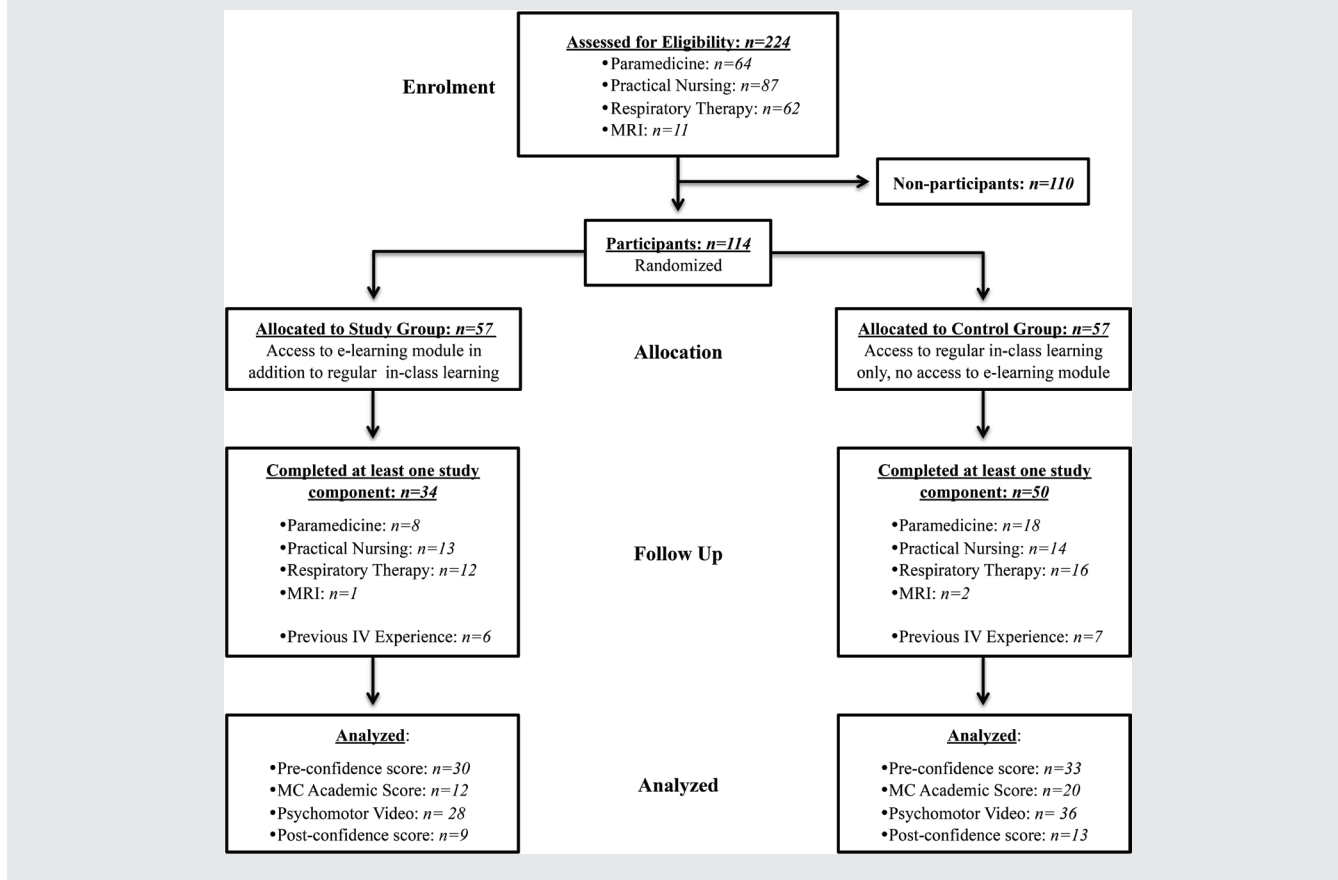 Assessed for Eligibility: n=224
•Paramedicine: n=64
•Practical Nursing: n=87
•Respiratory Therapy: n=62
•MRI: n=11
Enrolment
Non-participants: n=110
Participants: n=114
Randomized
Allocated to Study Group: n=57
Access to e-learning module in
addition to regular in-class learning
Allocation
Allocated to Control Group: n=57
Access to regular in-class learning
only, no access to e-learning module
Completed at least one study
component: n=34
•Paramedicine: n=8
•Practical Nursing: n=13
•Respiratory Therapy: n=12
•MRI: n=1
•Previous IV Experience: n=6
Follow Up
Completed at least one study
component: n=50
•Paramedicine: n=18
•Practical Nursing: n=14
•Respiratory Therapy: n=16
•MRI: n=2
•Previous IV Experience: n=7
Analyzed:
•Pre-confidence score: n=30
•MC Academic Score: n=12
•Psychomotor Video: n= 28
•Post-confidence score: n=9
Analyzed
Analyzed:
•Pre-confidence score: n=33
•MC Academic Score: n=20
•Psychomotor Video: n= 36
•Post-confidence score: n=13